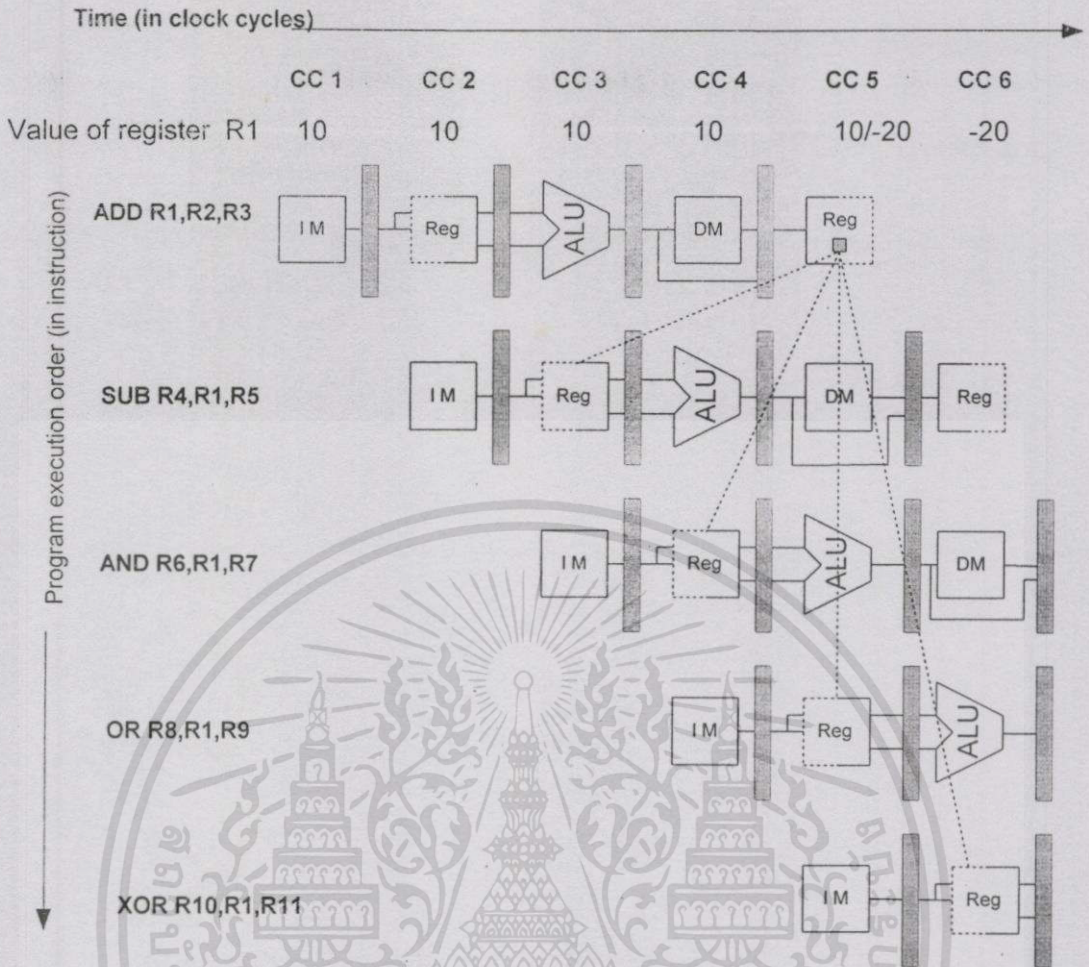 Time (in clock cycles)
CC 1 CC 2 CC 3 CC 4 CC 5 CC 6
Value of register R1 10 10 10 10 10/-20 -20
Program execution order (in instruction)
ADD R1,R2,R3 IM Reg ALU DM Reg
SUB R4,R1,R5 IM Reg ALU DM Reg
AND R6,R1,R7 IM Reg ALU DM
OR R8,R1,R9 IM Reg ALU
XOR R10,R1,R11 IM Reg